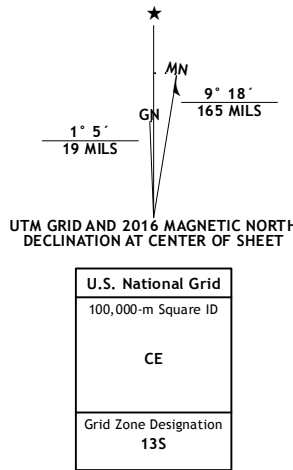 ★
MN
GN
9° 18´
165 MILS
1° 5´
19 MILS
UTM GRID AND 2016 MAGNETIC NORTH
DECLINATION AT CENTER OF SHEET
U.S. National Grid
100,000-m Square ID
CE
Grid Zone Designation
13S